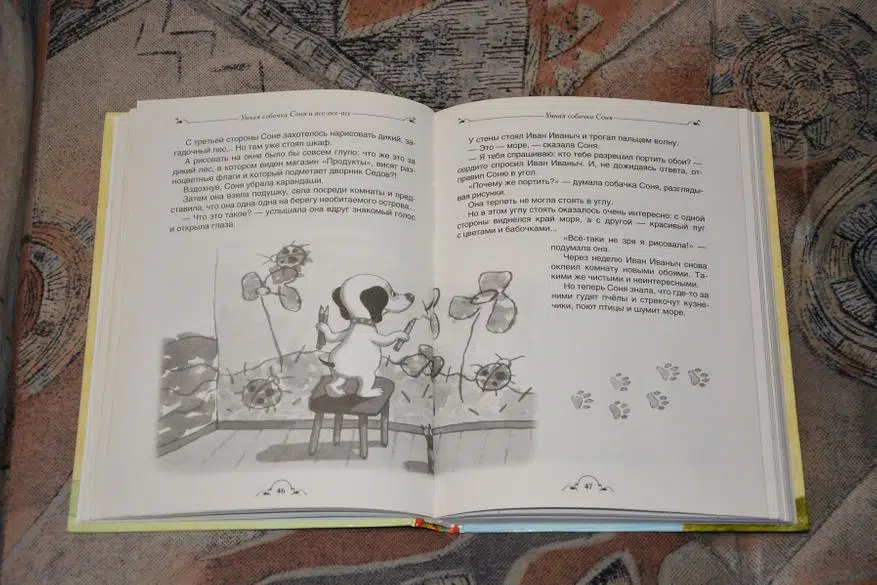 Умная собачка Соня и все-все-все
С третьей стороны Соне захотелось нарисовать дикий, за-
гадочный лес... Но там уже стоял шкаф.
А рисовать на окне было бы совсем глупо: что же это за
дикий лес, в котором виден магазин «Продукты», висят раз-
ноцветные флаги и который подметает дворник Седов?!
Вздохнув, Соня убрала карандаши.
Затем она взяла подушку, села посреди комнаты и пред-
ставила, что она одна-одна на берегу необитаемого острова...
— Что это такое? — услышала она вдруг знакомый голос
и открыла глаза.
46
Умная собачка Соня
У стены стоял Иван Иваныч и трогал пальцем волну.
— Это — море, — сказала Соня.
— Я тебя спрашиваю: кто тебе разрешил портить обои? —
сердито спросил Иван Иваныч. И, не дожидаясь ответа, от-
правил Соню в угол.
«Почему же портить?» — думала собачка Соня, разгляды-
вая рисунки.
Она терпеть не могла стоять в углу.
Но в этом углу стоять оказалось очень интересно: с одной
стороны виднелся край моря, а с другой — красивый луг
с цветами и бабочками...
«Всё-таки не зря я рисовала!» —
подумала она.
Через неделю Иван Иваныч снова
оклеил комнату новыми обоями. Та-
кими же чистыми и неинтересными.
Но теперь Соня знала, что где-то за
ними гудят пчёлы и стрекочут кузне-
чики, поют птицы и шумит море.
47